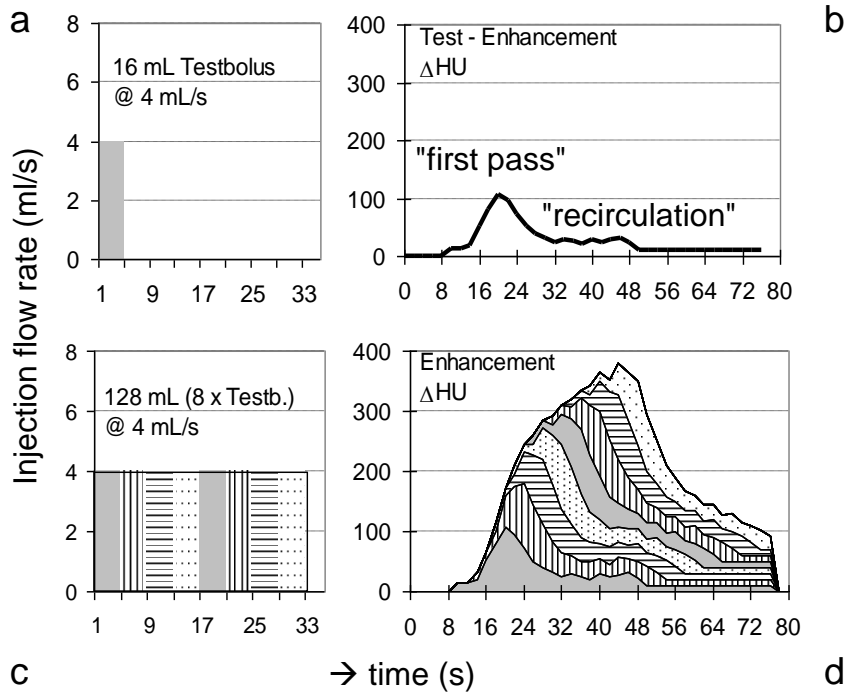 a
b
Injection flow rate (ml/s)
8
6
4
2
0
16 mL Testbolus
@ 4 mL/s
1 9 17 25 33
400
300
200
100
0
Test - Enhancement
ΔHU
"first pass"
"recirculation"
0 8 16 24 32 40 48 56 64 72 80
8
6
4
2
0
128 mL (8 x Testb.)
@ 4 mL/s
1 9 17 25 33
400
300
200
100
0
Enhancement
ΔHU
0 8 16 24 32 40 48 56 64 72 80
c
→ time (s)
d